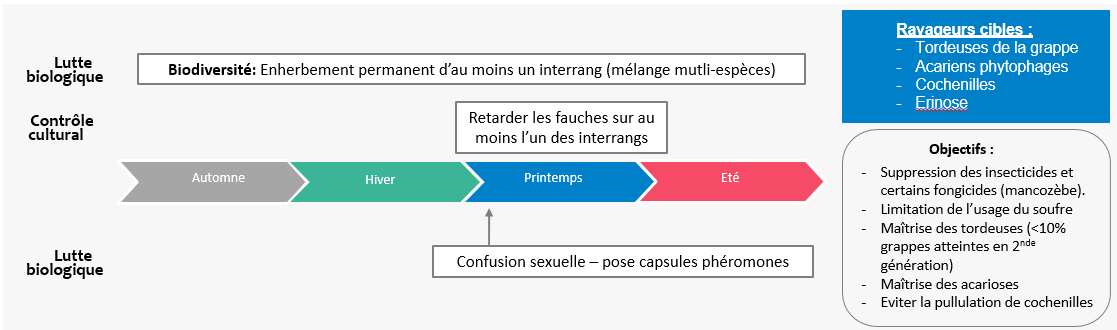 Lutte
biologique
Biodiversité: Enherbement permanent d’au moins un interrang (mélange mutli-espèces)
Contrôle
cultural
Retarder les fauches sur au
moins l’un des interrangs
Automne
Hiver
Printemps
Eté
Lutte
biologique
Confusion sexuelle – pose capsules phéromones
Ravageurs cibles :
- Tordeuses de la grappe
- Acariens phytophages
- Cochenilles
- Erinose
Objectifs :
- Suppression des insecticides et
certains fongicides (mancozèbe).
- Limitation de l’usage du soufre
- Maîtrise des tordeuses (<10%
grappes atteintes en 2nde
génération)
- Maîtrise des acarioses
- Eviter la pullulation de cochenilles